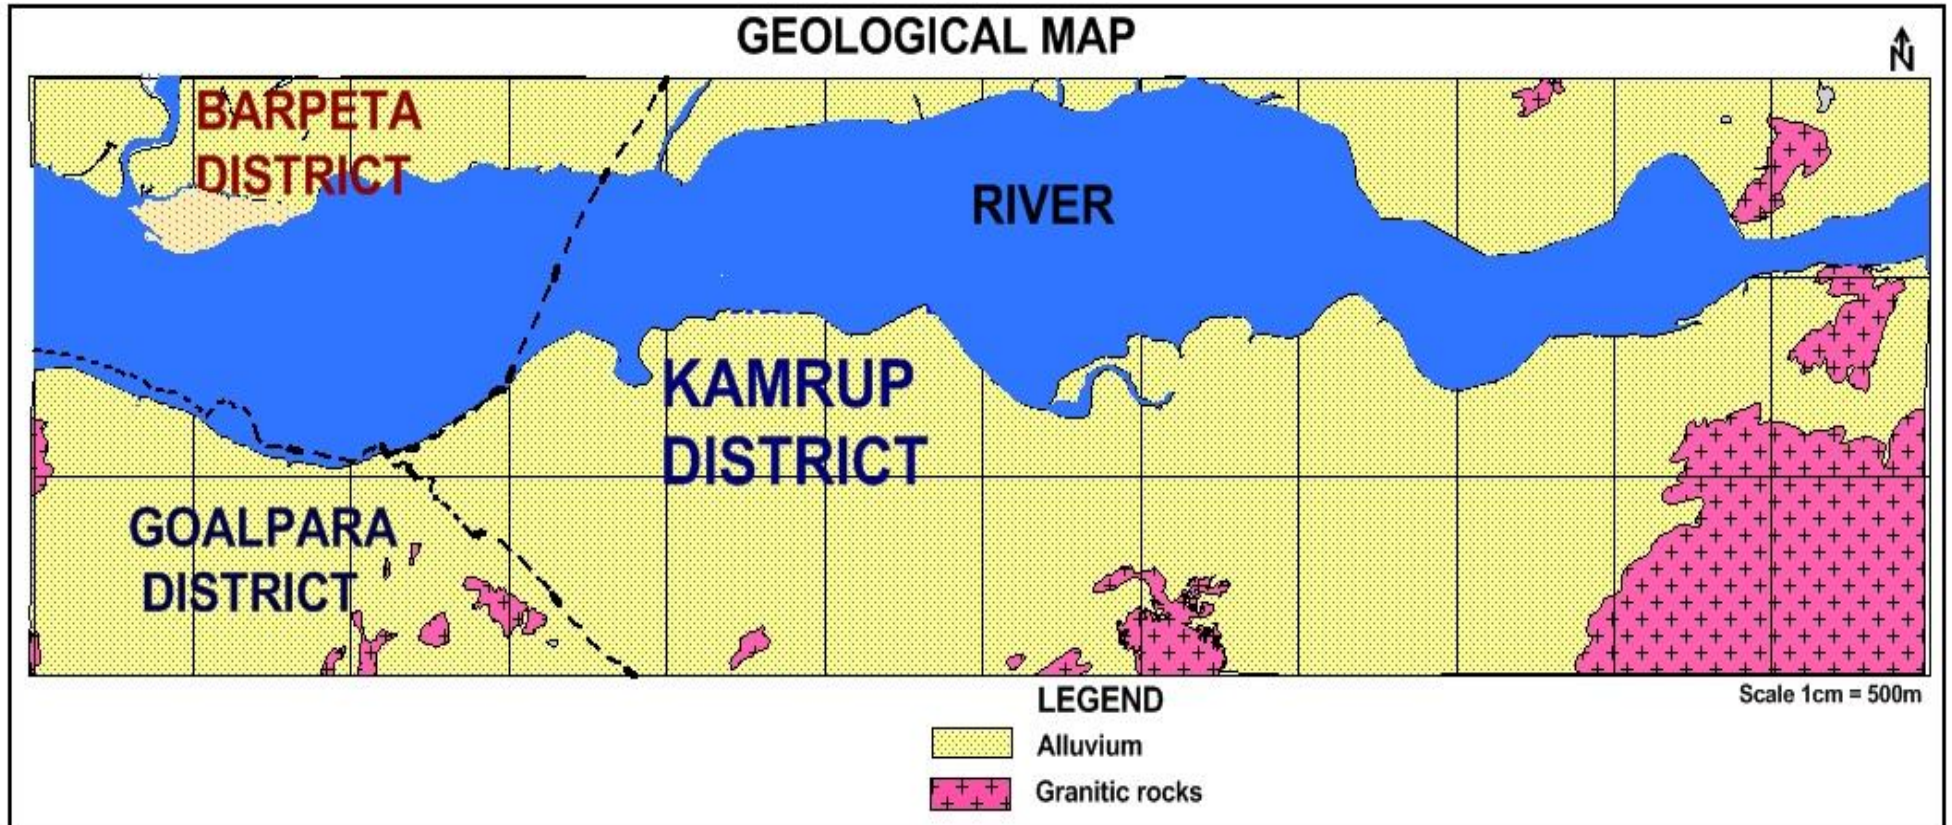 GEOLOGICAL MAP
N
BARPETA
DISTRICT
RIVER
KAMRUP
DISTRICT
GOALPARA
DISTRICT
Scale 1cm = 500m
LEGEND
Alluvium
Granitic rocks